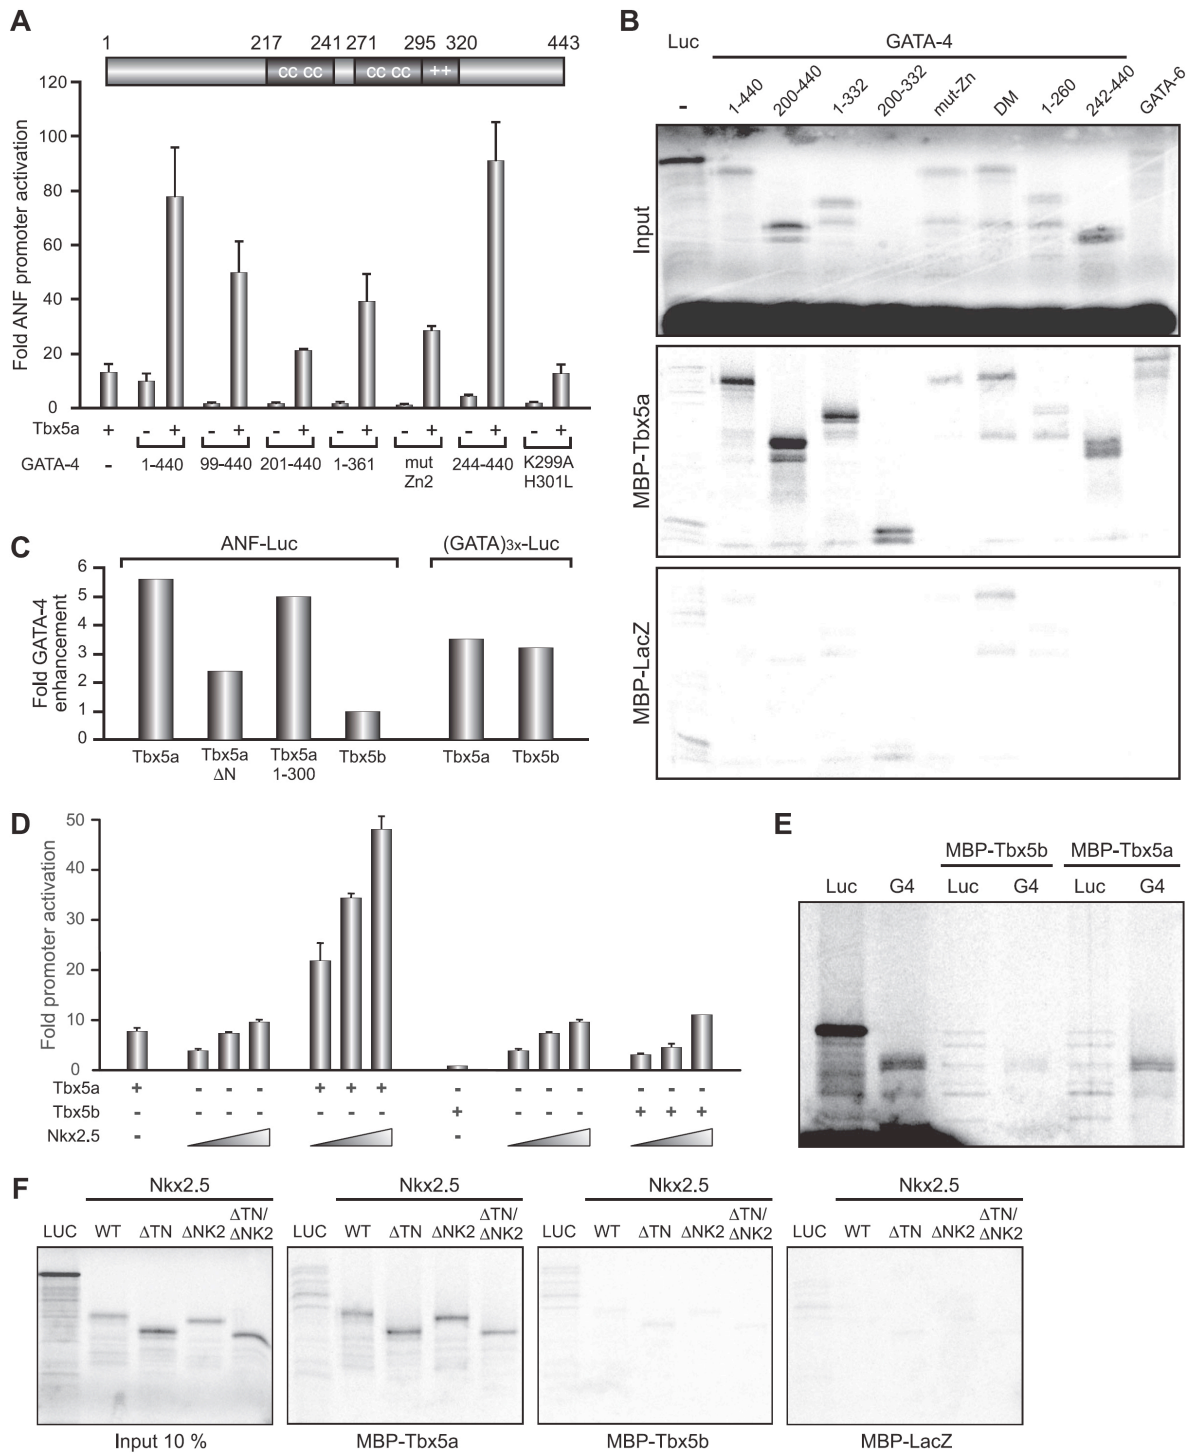 A
1 217 241 271 295 320 443
cc cc cc cc ++
Fold ANF promoter activation
120
100
80
60
40
20
0
Tbx5a + - + - + - + - + - + - + - +
GATA-4 - 1-440 99-440 201-440 1-361 mut Zn2 244-440 K299A H301L
B
Luc GATA-4
- 1-440 200-440 1-332 200-332 mut-Zn DM 1-260 242-440 GATA-6
Input
MBP-Tbx5a
MBP-LacZ
C
ANF-Luc (GATA)3x-Luc
Fold GATA-4
enhancement
6
5
4
3
2
1
0
Tbx5a Tbx5a ΔN Tbx5a 1-300 Tbx5b Tbx5a Tbx5b
D
Fold promoter activation
50
40
30
20
10
0
Tbx5a + - - - + + + - - - -
Tbx5b - - - - - - - + - - - + + +
Nkx2.5 - -
E
MBP-Tbx5b MBP-Tbx5a
Luc G4 Luc G4 Luc G4
F
Nkx2.5 Nkx2.5 Nkx2.5 Nkx2.5
LUC WT ΔTN ΔNK2 ΔTN/ΔNK2 LUC WT ΔTN ΔNK2 ΔTN/ΔNK2 LUC WT ΔTN ΔNK2 ΔTN/ΔNK2 LUC WT ΔTN ΔNK2 ΔTN/ΔNK2
Input 10 % MBP-Tbx5a MBP-Tbx5b MBP-LacZ